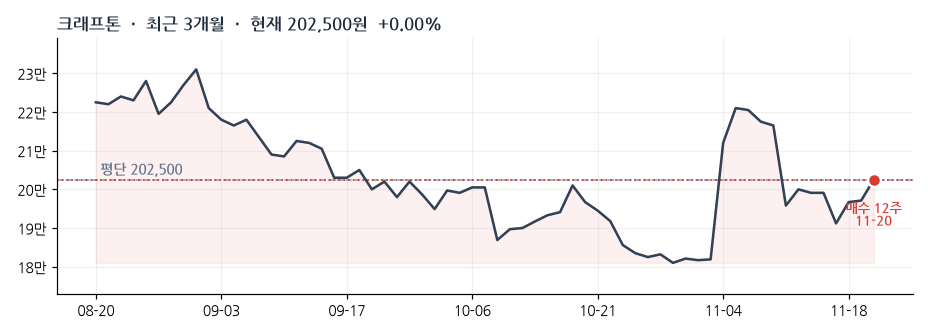 크래프톤 · 최근 3개월 · 현재 202,500원 +0.00%
23만
22만
21만
평단 202,500
20만
매수 12주
11-20
19만
18만
08-20 09-03 09-17 10-06 10-21 11-04 11-18